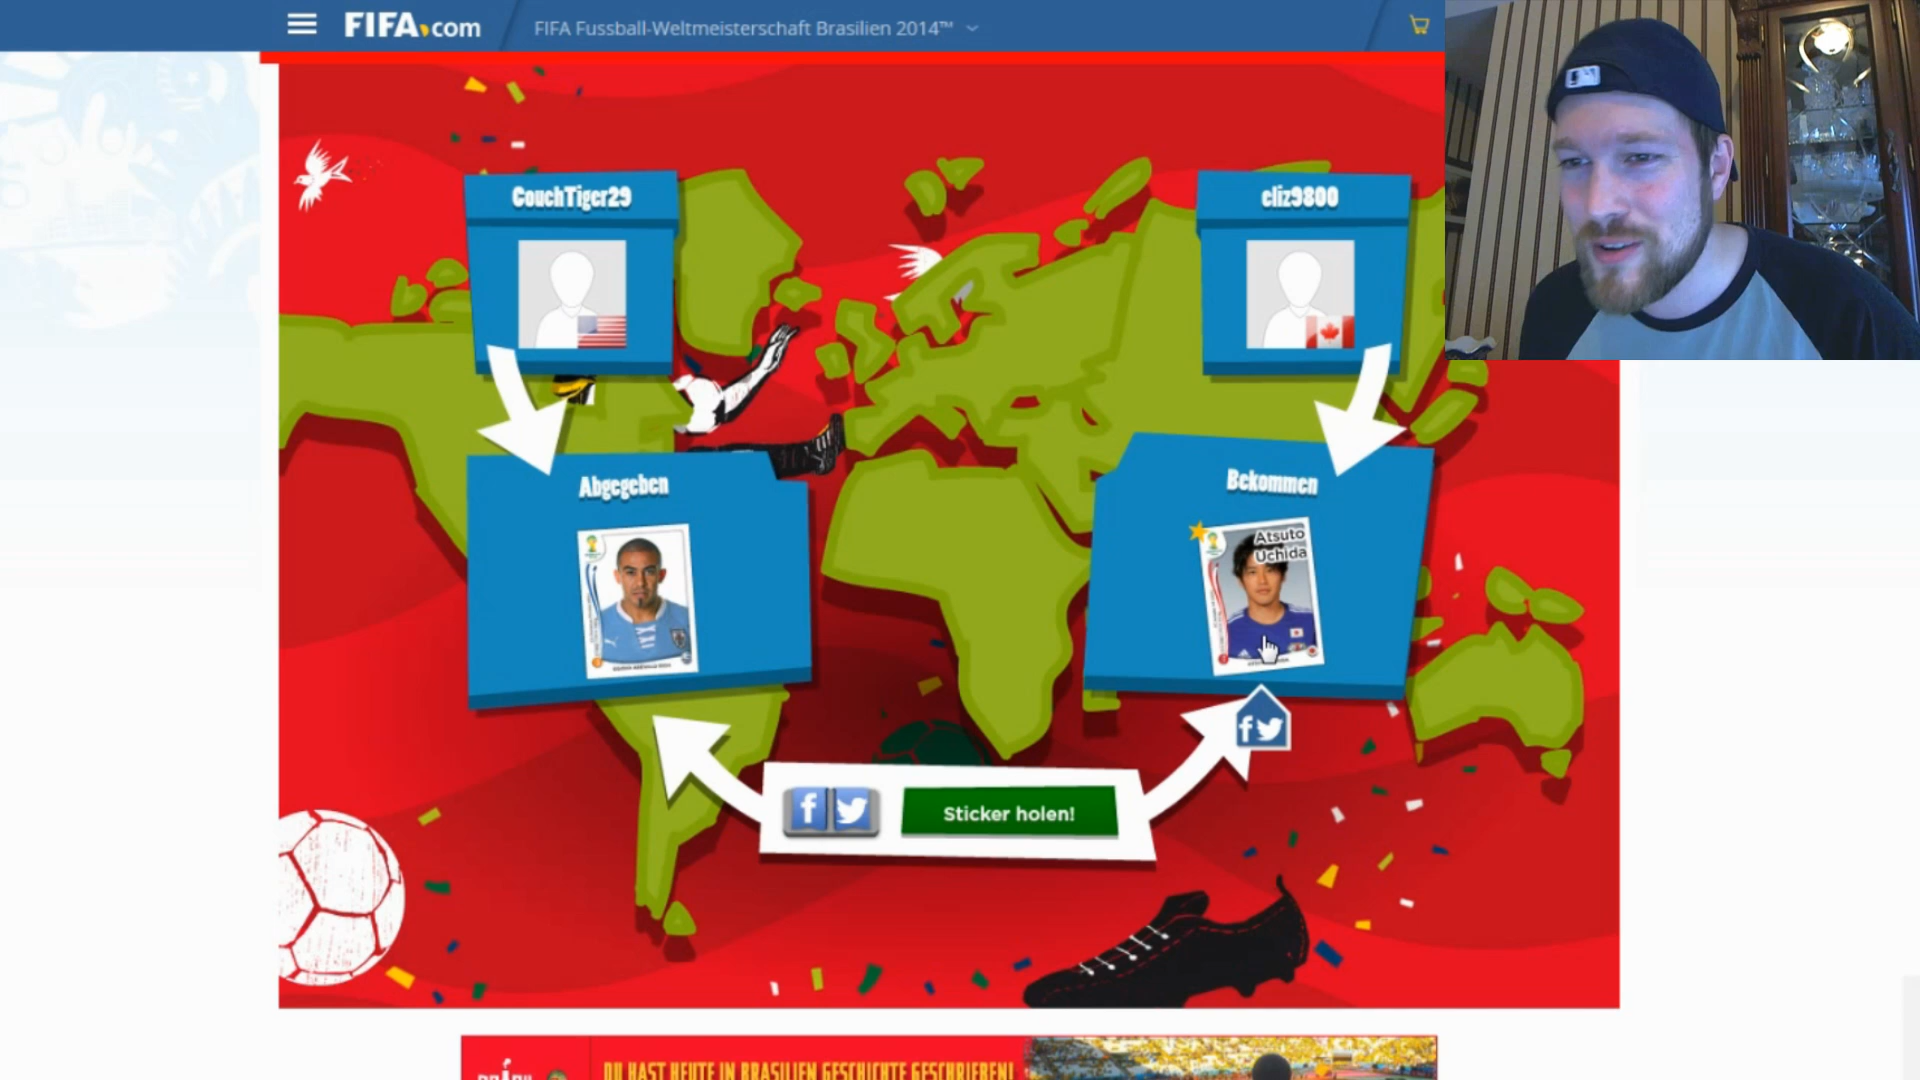 FIFA.com
FIFA Fussball-Weltmeisterschaft Brasilien 2014™
CouchTiger29
eliz9800
Abgegeben
Bekommen
Atsuto
Uchida
Sticker holen!
DU HAST HEUTE IN BRASILIEN GESCHICHTE GESCHRIEBEN!